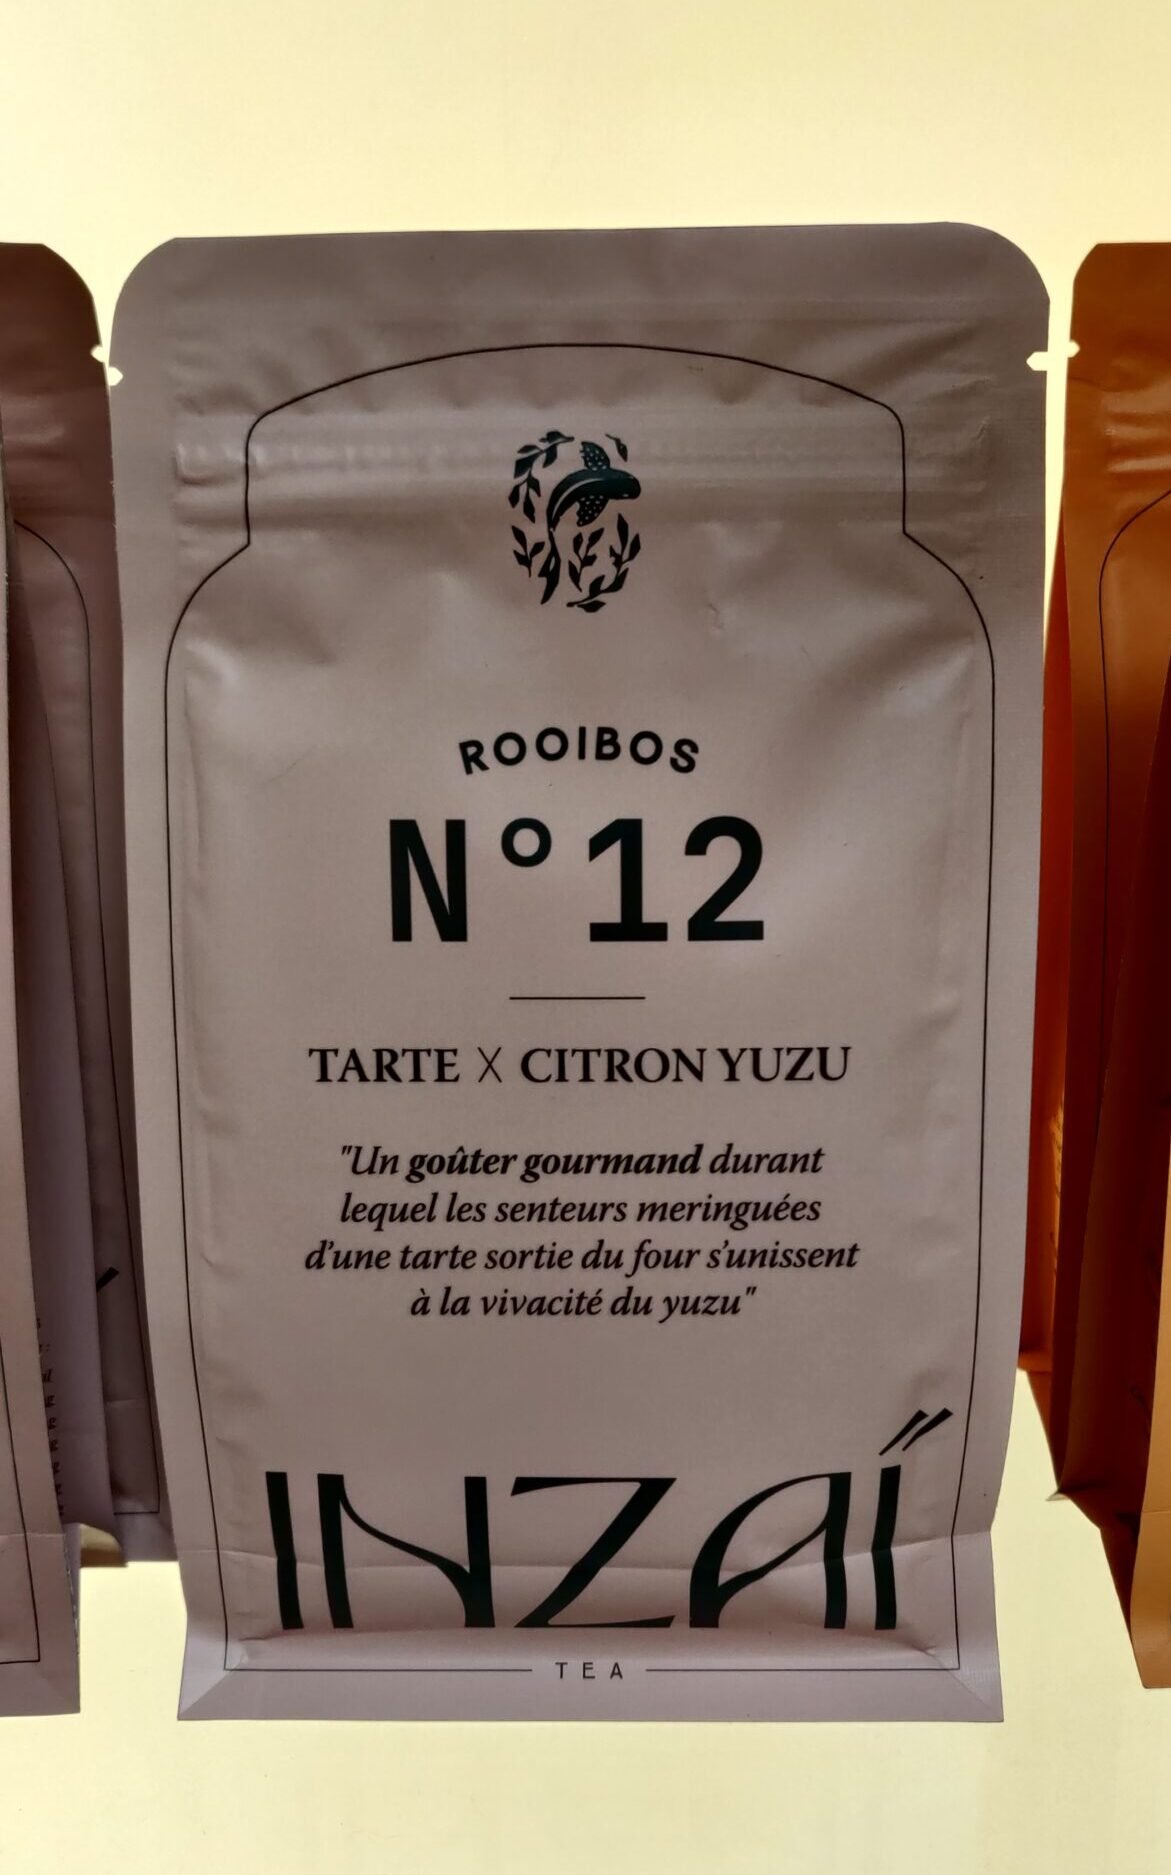 ROOIBOS
N°12
TARTE X CITRON YUZU
"Un goûter gourmand durant
lequel les senteurs meringuées
d'une tarte sortie du four s'unissent
à la vivacité du yuzu"
INZAÏ
TEA